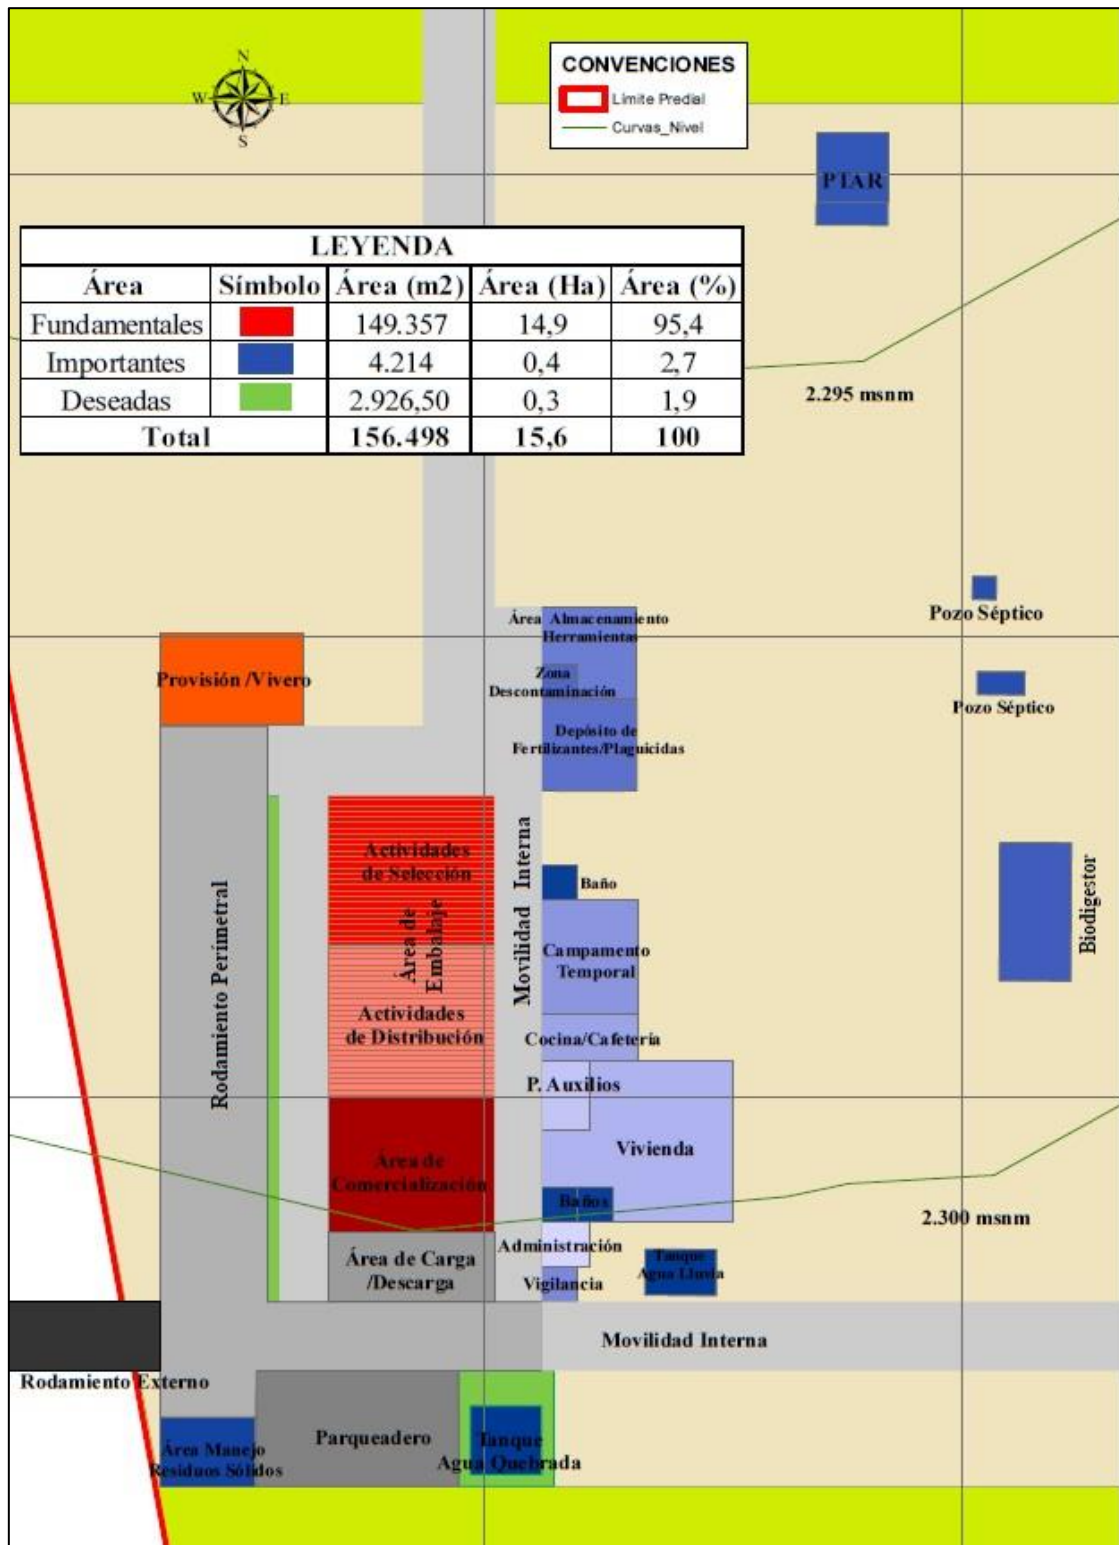 N
W E
S
CONVENCIONES
Límite Predial
Curvas_Nivel
PTAR
LEYENDA
Área Símbolo Área (m2) Área (Ha) Área (%)
Fundamentales 149.357 14,9 95,4
Importantes 4.214 0,4 2,7
Deseadas 2.926,50 0,3 1,9
Total 156.498 15,6 100
2.295 msnm
Pozo Séptico
Área Almacenamiento
Herramientas
Provisión /Vivero
Zona
Descontaminación
Pozo Séptico
Depósito de
Fertilizantes/Plaguicidas
Actividades
de Selección
Área de
Embalaje
Actividades
de Distribución
Movilidad Interna
Rodamiento Perímetral
Baño
Campamento
Temporal
Biodigestor
Cocina/Cafetería
P. Auxilios
Vivienda
Área de
Comercialización
Baños
2.300 msnm
Administración
Área de Carga
/Descarga
Tanque
Agua Lluvia
Vigilancia
Movilidad Interna
Rodamiento Externo
Parqueadero
Área Manejo
Residuos Sólidos
Tanque
Agua Quebrada